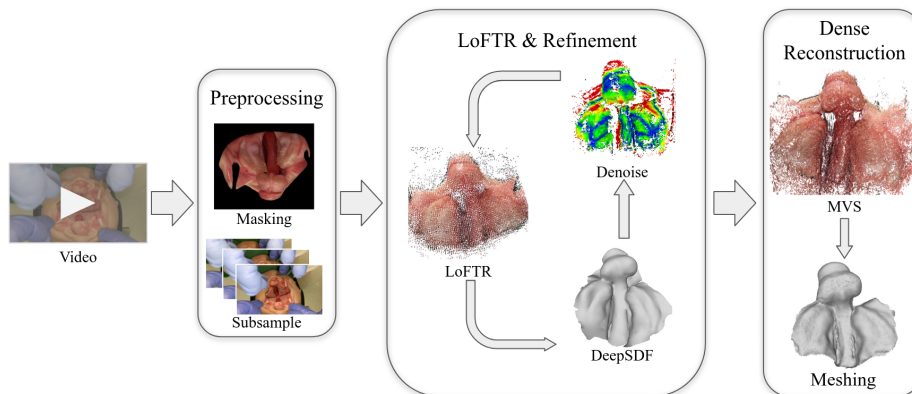 Video
Preprocessing
Masking
Subsample
LoFTR & Refinement
LoFTR
Denoise
DeepSDF
Dense
Reconstruction
MVS
Meshing